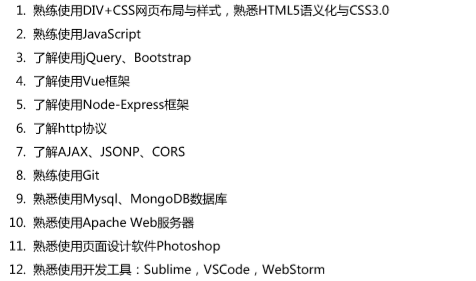 1. 熟练使用DIV+CSS网页布局与样式，熟悉HTML5语义化与CSS3.0
2. 熟练使用JavaScript
3. 了解使用jQuery、Bootstrap
4. 了解使用Vue框架
5. 了解使用Node-Express框架
6. 了解http协议
7. 了解AJAX、JSONP、CORS
8. 熟练使用Git
9. 熟悉使用Mysql、MongoDB数据库
10. 熟悉使用Apache Web服务器
11. 熟悉使用页面设计软件Photoshop
12. 熟悉使用开发工具：Sublime，VSCode，WebStorm